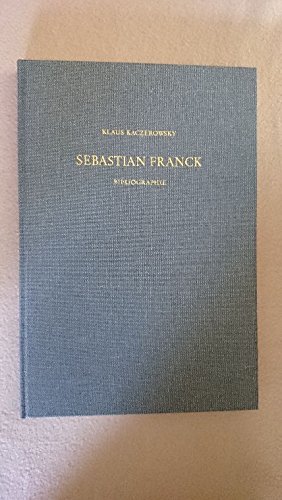 KLAUS KACZEROWSKY
SEBASTIAN FRANCK
BIBLIOGRAPHIE